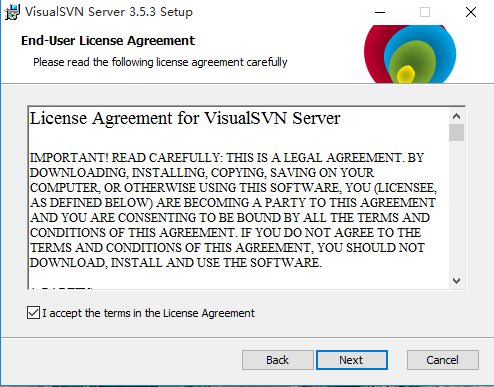 VisualSVN Server 3.5.3 Setup
End-User License Agreement
Please read the following license agreement carefully
License Agreement for VisualSVN Server
IMPORTANT! READ CAREFULLY: THIS IS A LEGAL AGREEMENT. BY
DOWNLOADING, INSTALLING, COPYING, SAVING ON YOUR
COMPUTER, OR OTHERWISE USING THIS SOFTWARE, YOU (LICENSEE,
AS DEFINED BELOW) ARE BECOMING A PARTY TO THIS AGREEMENT
AND YOU ARE CONSENTING TO BE BOUND BY ALL THE TERMS AND
CONDITIONS OF THIS AGREEMENT. IF YOU DO NOT AGREE TO THE
TERMS AND CONDITIONS OF THIS AGREEMENT, YOU SHOULD NOT
DOWNLOAD, INSTALL AND USE THE SOFTWARE.
I accept the terms in the License Agreement
Back Next Cancel